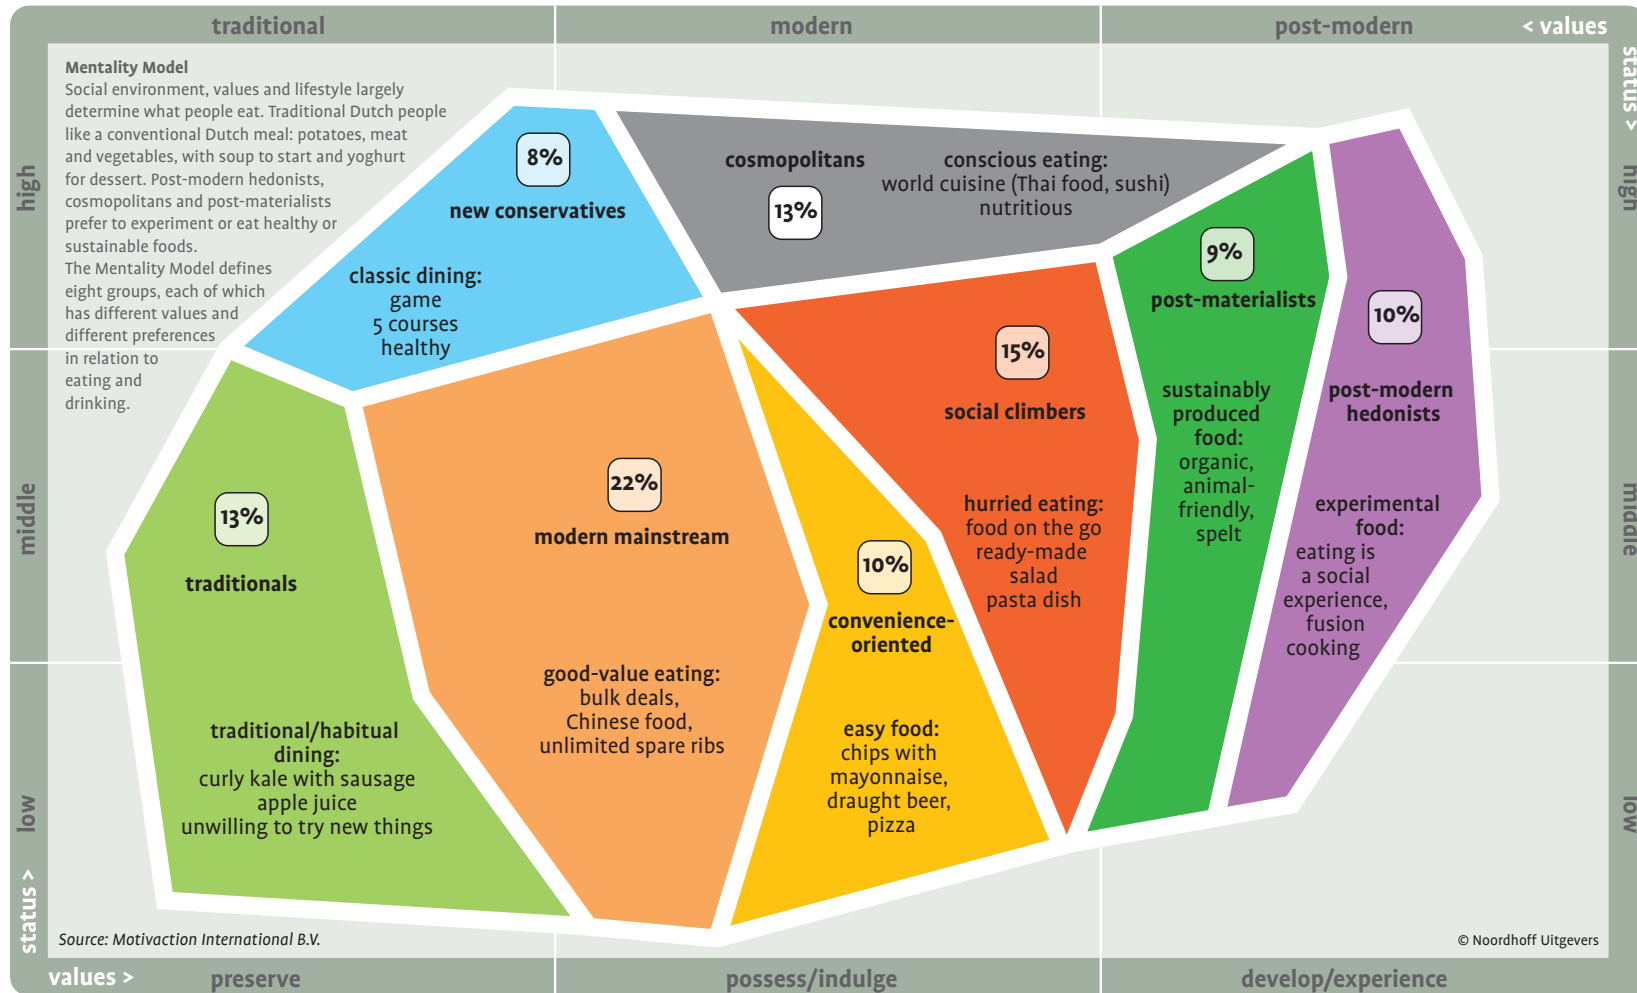 traditional
modern
post-modern
< values
status >
high
middle
low
status >
high
middle
low
Mentality Model
Social environment, values and lifestyle largely
determine what people eat. Traditional Dutch people
like a conventional Dutch meal: potatoes, meat
and vegetables, with soup to start and yoghurt
for dessert. Post-modern hedonists,
cosmopolitans and post-materialists
prefer to experiment or eat healthy or
sustainable foods.
The Mentality Model defines
eight groups, each of which
has different values and
different preferences
in relation to
eating and
drinking.
8%
new conservatives
classic dining:
game
5 courses
healthy
cosmopolitans
13%
conscious eating:
world cuisine (Thai food, sushi)
nutritious
9%
post-materialists
sustainably
produced
food:
organic,
animal-
friendly,
spelt
10%
post-modern
hedonists
experimental
food:
eating is
a social
experience,
fusion
cooking
15%
social climbers
hurried eating:
food on the go
ready-made
salad
pasta dish
22%
modern mainstream
good-value eating:
bulk deals,
Chinese food,
unlimited spare ribs
13%
traditionals
traditional/habitual
dining:
curly kale with sausage
apple juice
unwilling to try new things
10%
convenience-
oriented
easy food:
chips with
mayonnaise,
draught beer,
pizza
Source: Motivaction International B.V.
© Noordhoff Uitgevers
values >
preserve
possess/indulge
develop/experience